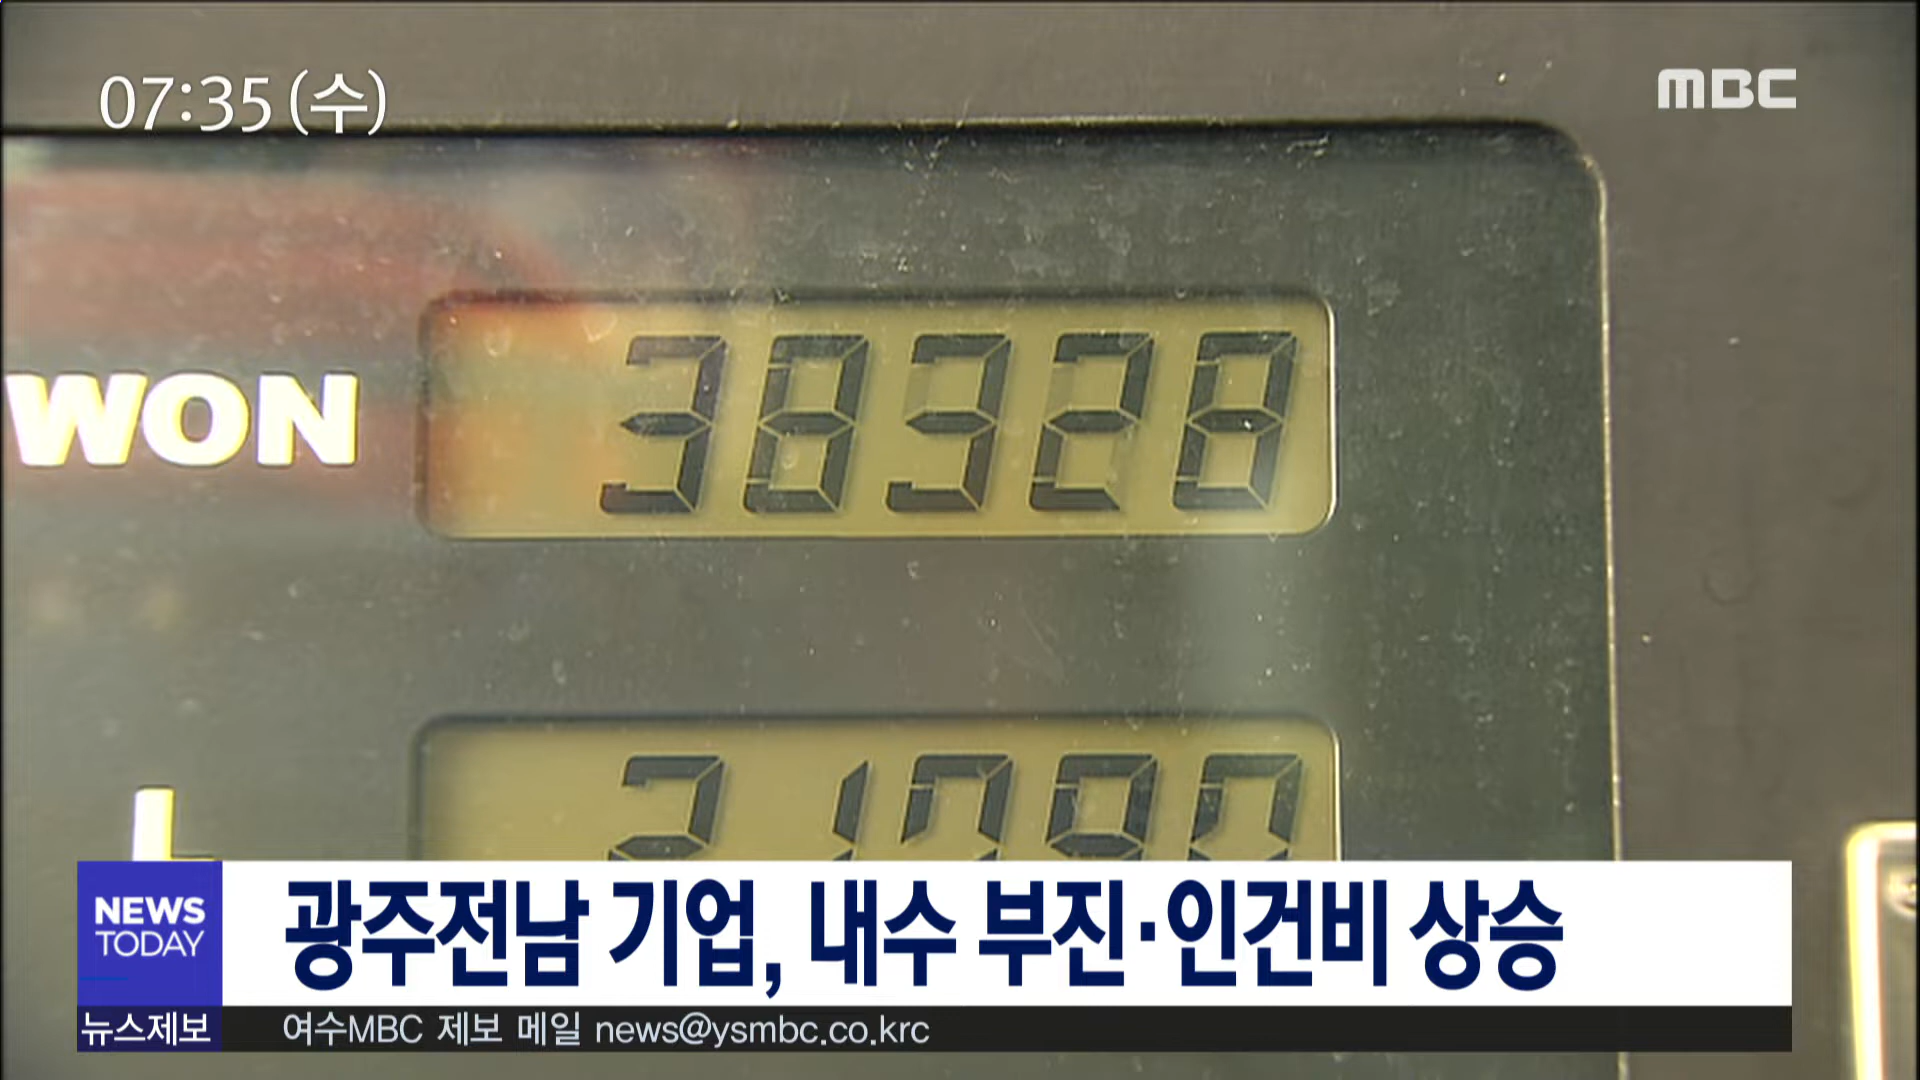 07:35 (수)
MBC
WON
38928
L
NEWS
TODAY
광주전남 기업, 내수 부진·인건비 상승
뉴스제보
여수MBC 제보 메일 news@ysmbc.co.krc